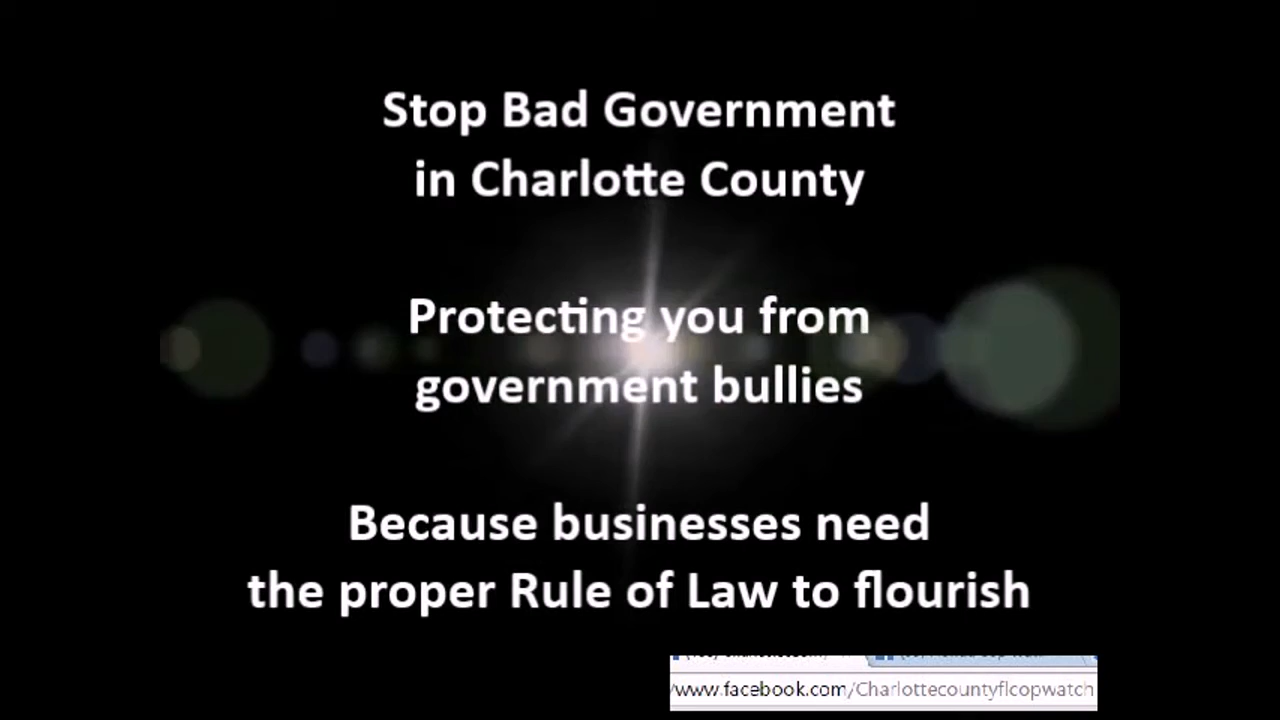 Stop Bad Government
in Charlotte County
Protecting you from
government bullies
Because businesses need
the proper Rule of Law to flourish
/www.facebook.com/Charlottecountyflcopwatch